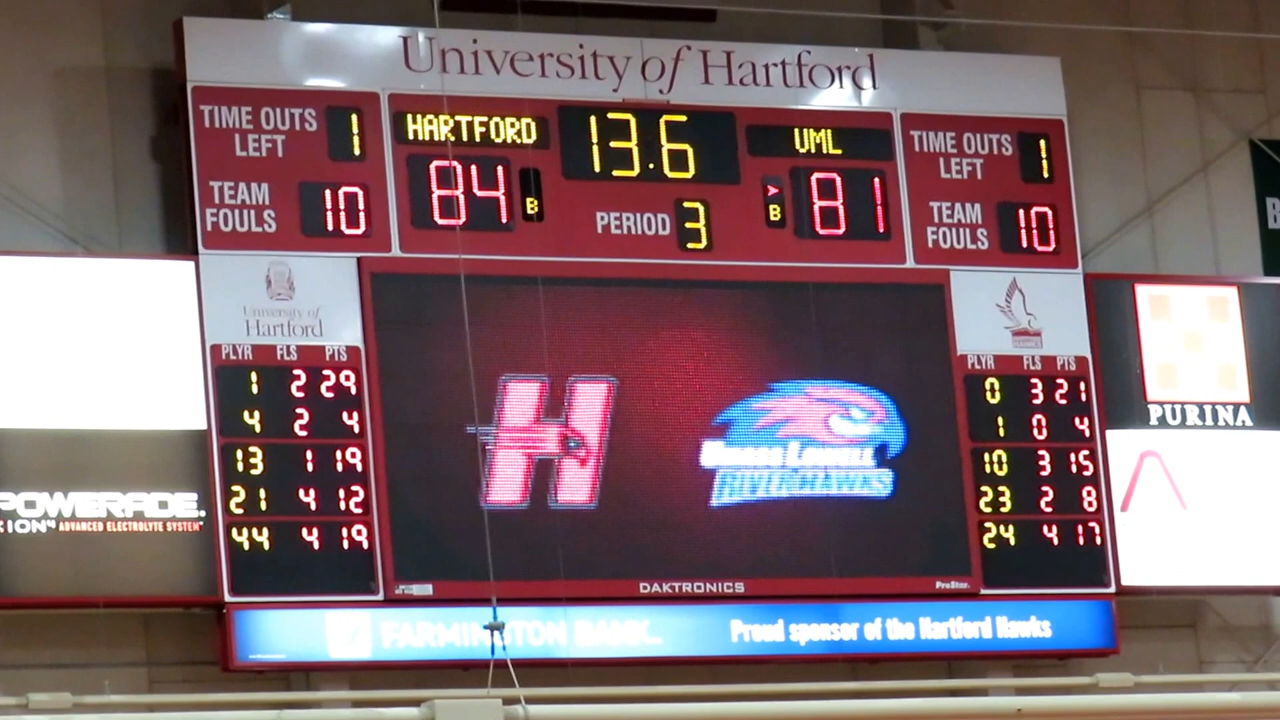 University of Hartford
TIME OUTS LEFT 1
HARTFORD
13.6
UML
TIME OUTS LEFT 1
TEAM FOULS 10
84 B
PERIOD 3
B 81
TEAM FOULS 10
University of
Hartford
PLYR FLS PTS
1 2 29
4 2 4
13 1 19
21 4 12
44 4 19
H
PLYR FLS PTS
0 3 21
1 0 4
10 3 15
23 2 8
24 4 17
POWERADE
ION4 ADVANCED ELECTROLYTE SYSTEM
PURINA
DAKTRONICS
ProStar
FARMINGTON BANK
Proud sponsor of the Hartford Hawks